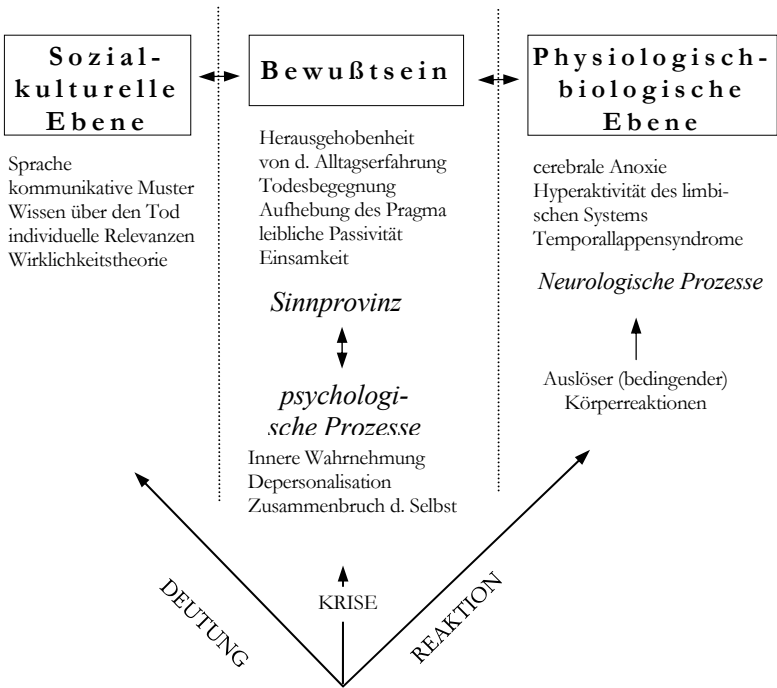 Sozial-
kulturelle
Ebene
Sprache
kommunikative Muster
Wissen über den Tod
individuelle Relevanzen
Wirklichkeitstheorie
Bewußtsein
Herausgehobenheit
von d. Alltagserfahrung
Todesbegegnung
Aufhebung des Pragma
leibliche Passivität
Einsamkeit
Sinnprovinz
psychologi-
sche Prozesse
Innere Wahrnehmung
Depersonalisation
Zusammenbruch d. Selbst
Physiologisch-
biologische
Ebene
cerebrale Anoxie
Hyperaktivität des limbi-
schen Systems
Temporallappensyndrome
Neurologische Prozesse
Auslöser (bedingender)
Körperreaktionen
DEUTUNG
KRISE
REAKTION